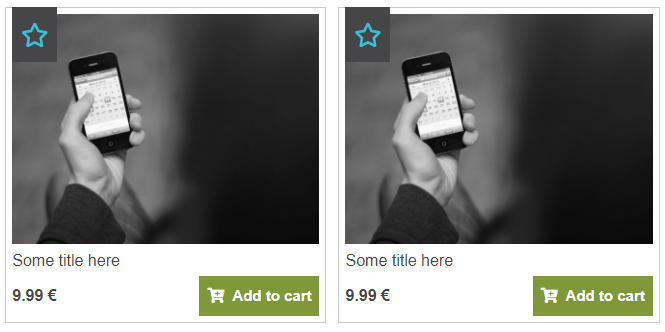 Some title here
9.99 € Add to cart
Some title here
9.99 € Add to cart